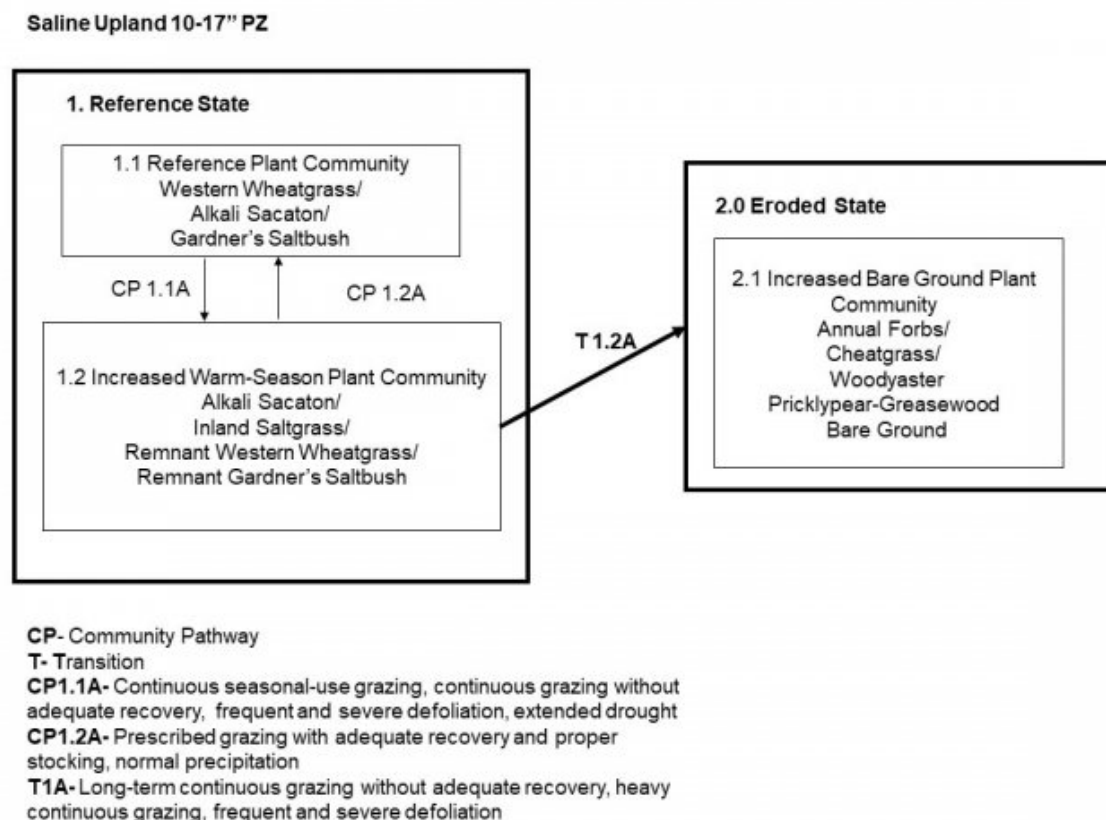 Saline Upland 10-17” PZ
1. Reference State
1.1 Reference Plant Community
Western Wheatgrass/
Alkali Sacaton/
Gardner’s Saltbush
CP 1.1A
CP 1.2A
1.2 Increased Warm-Season Plant Community
Alkali Sacaton/
Inland Saltgrass/
Remnant Western Wheatgrass/
Remnant Gardner’s Saltbush
T 1.2A
2.0 Eroded State
2.1 Increased Bare Ground Plant
Community
Annual Forbs/
Cheatgrass/
Woodyaster
Pricklypear-Greasewood
Bare Ground
CP- Community Pathway
T- Transition
CP1.1A- Continuous seasonal-use grazing, continuous grazing without
adequate recovery, frequent and severe defoliation, extended drought
CP1.2A- Prescribed grazing with adequate recovery and proper
stocking, normal precipitation
T1A- Long-term continuous grazing without adequate recovery, heavy
continuous grazing, frequent and severe defoliation